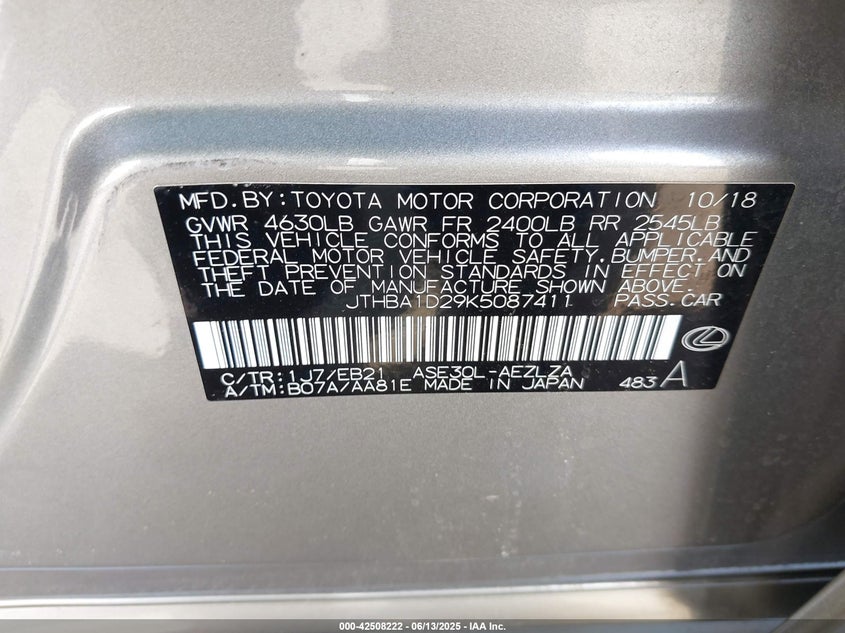 MFD.BY:TOYOTA MOTOR CORPORATION 10/18
GVWR 4630LB GAWR FR 2400LB RR 2545LB
THIS VEHICLE CONFORMS TO ALL APPLICABLE
FEDERAL MOTOR VEHICLE SAFETY,BUMPER,AND
THEFT PREVENTION STANDARDS IN EFFECT ON
THE DATE OF MANUFACTURE SHOWN ABOVE.
JTHBA1D29K5087411 PASS.CAR
C/TR:1J7/EB21 ASE30L-AEZLZA
A/TM:B07A/AA81E MADE IN JAPAN 483 A
000-42508222 - 06/13/2025 - IAA Inc.